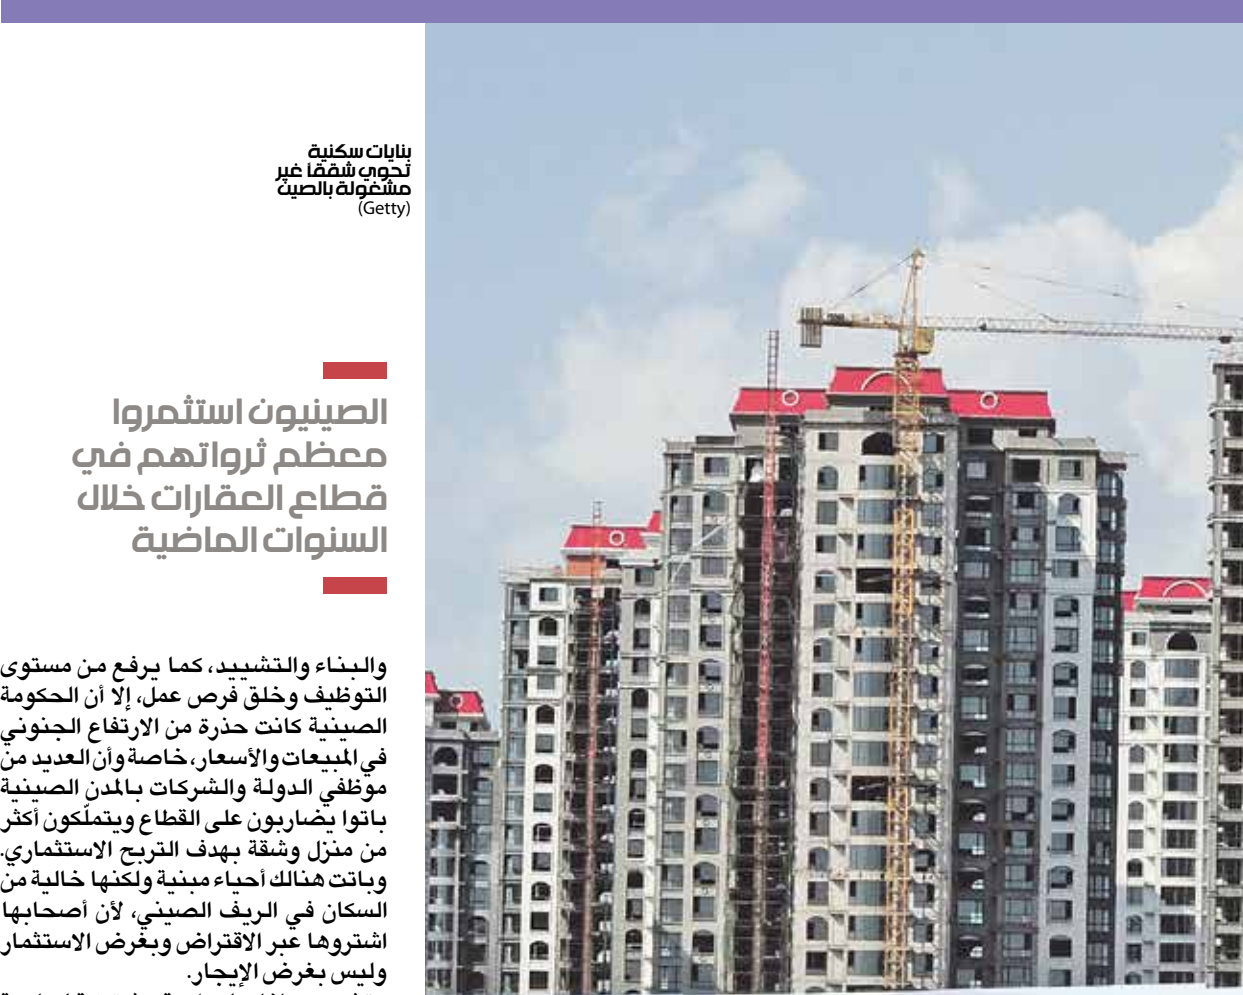 بنايات سكنية
تحوي شققاً غير
مشغولة بالصين
(Getty)
الصينيون استثمروا
معظم ثرواتهم في
قطاع العقارات خلال
السنوات الماضية
والبناء والتشييد، كما يرفع من مستوى
التوظيف وخلق فرص عمل، إلا أن الحكومة
الصينية كانت حذرة من الارتفاع الجنوني
في المبيعات والأسعار، خاصة وأن العديد من
موظفي الدولة والشركات بالمدن الصينية
باتوا يضاربون على القطاع ويتملّكون أكثر
من منزل وشقة بهدف التربح الاستثماري.
وباتت هنالك أحياء مبنية ولكنها خالية من
السكان في الريف الصيني، لأن أصحابها
اشتروها عبر الاقتراض وبغرض الاستثمار
وليس بغرض الإيجار.